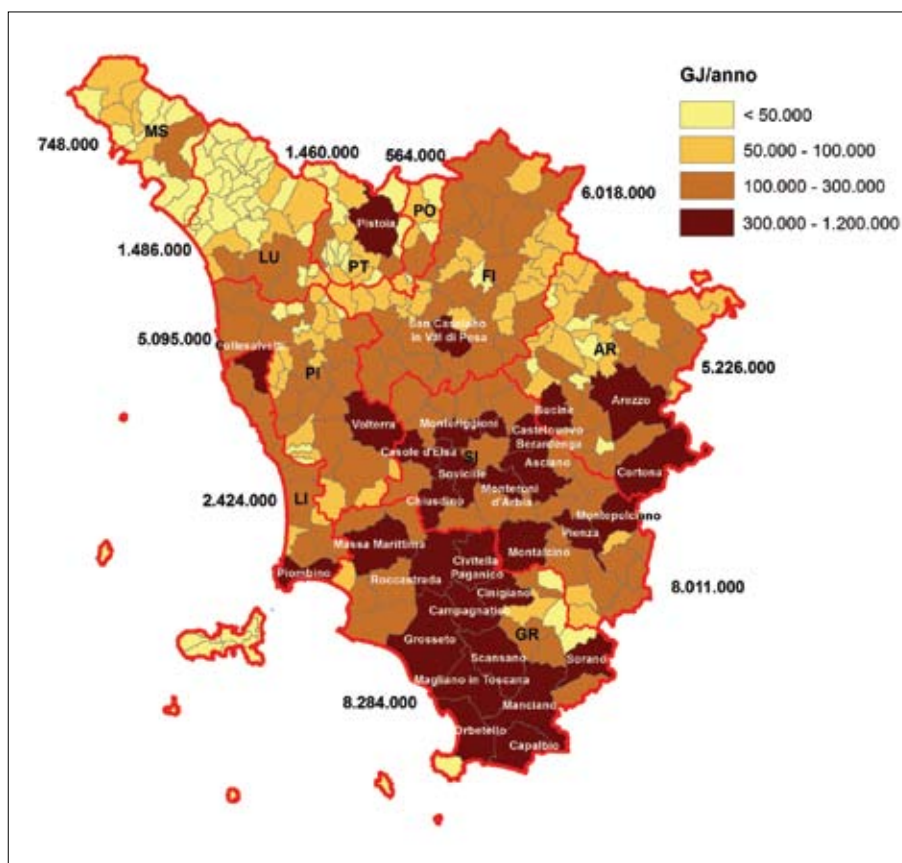 GJ/anno
< 50.000
50.000 - 100.000
100.000 - 300.000
300.000 - 1.200.000
MS
748.000
1.460.000
564.000
6.018.000
Pistoia
PO
1.486.000
LU
PT
FI
San Casciano
in Val di Pesa
5.095.000
Collesalvetti
PI
AR
5.226.000
Arezzo
Volterra
Monteriggioni
Bucine
Castelnuovo
Berardenga
Casole d'Elsa
SI
Asciano
Cortona
Sovicille
Monteroni
d'Arbia
Chiusdino
2.424.000
LI
Montepulciano
Pienza
Massa Marittima
Montalcino
Piombino
Civitella
Paganico
Roccastrada
Cinigiano
8.011.000
Campagnatico
GR
Grosseto
Scansano
Sorano
Magliano in Toscana
8.284.000
Manciano
Orbetello
Capalbio